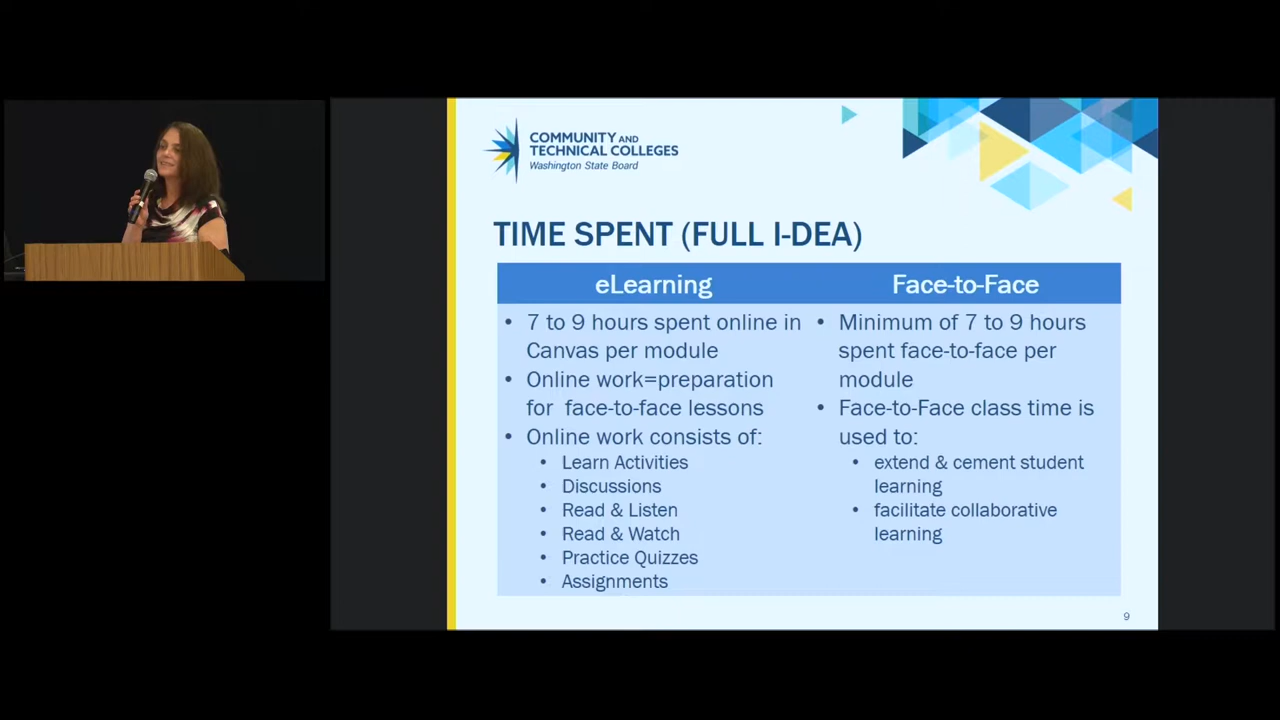 COMMUNITY AND
TECHNICAL COLLEGES
Washington State Board
TIME SPENT (FULL I-DEA)
eLearning
• 7 to 9 hours spent online in
Canvas per module
• Online work=preparation
for face-to-face lessons
• Online work consists of:
• Learn Activities
• Discussions
• Read & Listen
• Read & Watch
• Practice Quizzes
• Assignments
Face-to-Face
• Minimum of 7 to 9 hours
spent face-to-face per
module
• Face-to-Face class time is
used to:
• extend & cement student
learning
• facilitate collaborative
learning
9